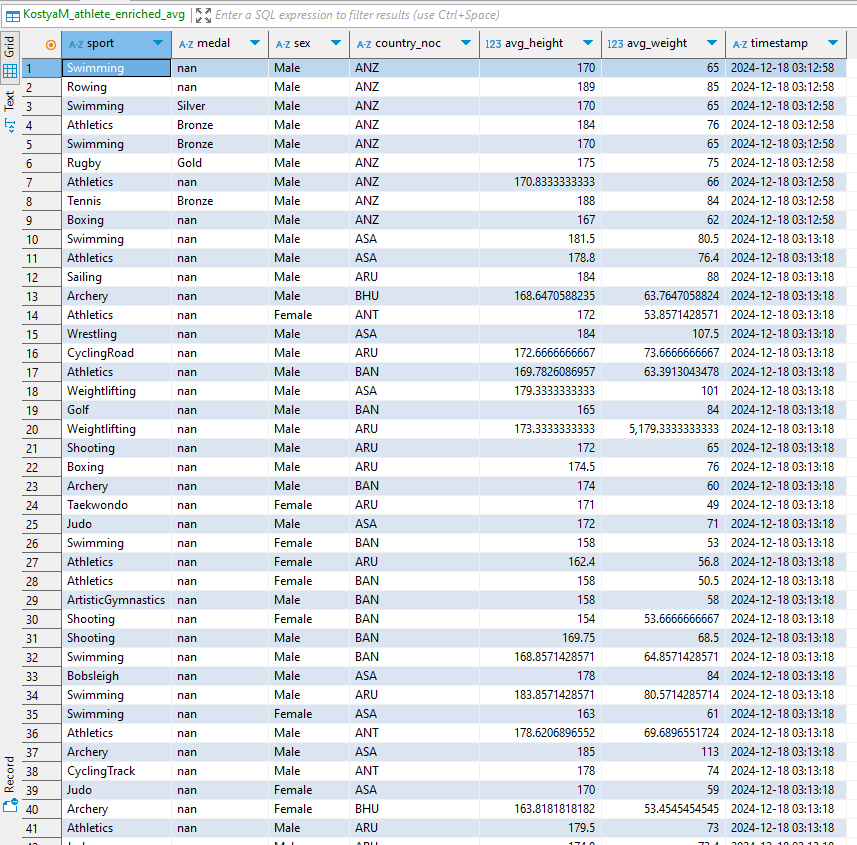 KostyaM_athlete_enriched_avg Enter a SQL expression to filter results (use Ctrl+Space)
Grid
Text
Record
A-Z sport A-Z medal A-Z sex A-Z country_noc 123 avg_height 123 avg_weight A-Z timestamp
1 Swimming nan Male ANZ 170 65 2024-12-18 03:12:58
2 Rowing nan Male ANZ 189 85 2024-12-18 03:12:58
3 Swimming Silver Male ANZ 170 65 2024-12-18 03:12:58
4 Athletics Bronze Male ANZ 184 76 2024-12-18 03:12:58
5 Swimming Bronze Male ANZ 170 65 2024-12-18 03:12:58
6 Rugby Gold Male ANZ 175 75 2024-12-18 03:12:58
7 Athletics nan Male ANZ 170.8333333333 66 2024-12-18 03:12:58
8 Tennis Bronze Male ANZ 188 84 2024-12-18 03:12:58
9 Boxing nan Male ANZ 167 62 2024-12-18 03:12:58
10 Swimming nan Male ASA 181.5 80.5 2024-12-18 03:13:18
11 Athletics nan Male ASA 178.8 76.4 2024-12-18 03:13:18
12 Sailing nan Male ARU 184 88 2024-12-18 03:13:18
13 Archery nan Male BHU 168.6470588235 63.7647058824 2024-12-18 03:13:18
14 Athletics nan Female ANT 172 53.8571428571 2024-12-18 03:13:18
15 Wrestling nan Male ASA 184 107.5 2024-12-18 03:13:18
16 CyclingRoad nan Male ARU 172.6666666667 73.6666666667 2024-12-18 03:13:18
17 Athletics nan Male BAN 169.7826086957 63.3913043478 2024-12-18 03:13:18
18 Weightlifting nan Male ASA 179.3333333333 101 2024-12-18 03:13:18
19 Golf nan Male BAN 165 84 2024-12-18 03:13:18
20 Weightlifting nan Male ARU 173.3333333333 5,179.3333333333 2024-12-18 03:13:18
21 Shooting nan Male ARU 172 65 2024-12-18 03:13:18
22 Boxing nan Male ARU 174.5 76 2024-12-18 03:13:18
23 Archery nan Male BAN 174 60 2024-12-18 03:13:18
24 Taekwondo nan Female ARU 171 49 2024-12-18 03:13:18
25 Judo nan Male ASA 172 71 2024-12-18 03:13:18
26 Swimming nan Female BAN 158 53 2024-12-18 03:13:18
27 Athletics nan Female ARU 162.4 56.8 2024-12-18 03:13:18
28 Athletics nan Female BAN 158 50.5 2024-12-18 03:13:18
29 ArtisticGymnastics nan Male BAN 158 58 2024-12-18 03:13:18
30 Shooting nan Female BAN 154 53.6666666667 2024-12-18 03:13:18
31 Shooting nan Male BAN 169.75 68.5 2024-12-18 03:13:18
32 Swimming nan Male BAN 168.8571428571 64.8571428571 2024-12-18 03:13:18
33 Bobsleigh nan Male ASA 178 84 2024-12-18 03:13:18
34 Swimming nan Male ARU 183.8571428571 80.5714285714 2024-12-18 03:13:18
35 Swimming nan Female ASA 163 61 2024-12-18 03:13:18
36 Athletics nan Male ANT 178.6206896552 69.6896551724 2024-12-18 03:13:18
37 Archery nan Male ASA 185 113 2024-12-18 03:13:18
38 CyclingTrack nan Male ANT 178 74 2024-12-18 03:13:18
39 Judo nan Female ASA 170 59 2024-12-18 03:13:18
40 Archery nan Female BHU 163.8181818182 53.4545454545 2024-12-18 03:13:18
41 Athletics nan Male ARU 179.5 73 2024-12-18 03:13:18